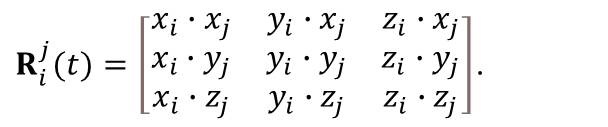 x_i · x_j  y_i · x_j  z_i · x_j
R_i^j(t) = [x_i · y_j  y_i · y_j  z_i · y_j].
x_i · z_j  y_i · z_j  z_i · z_j